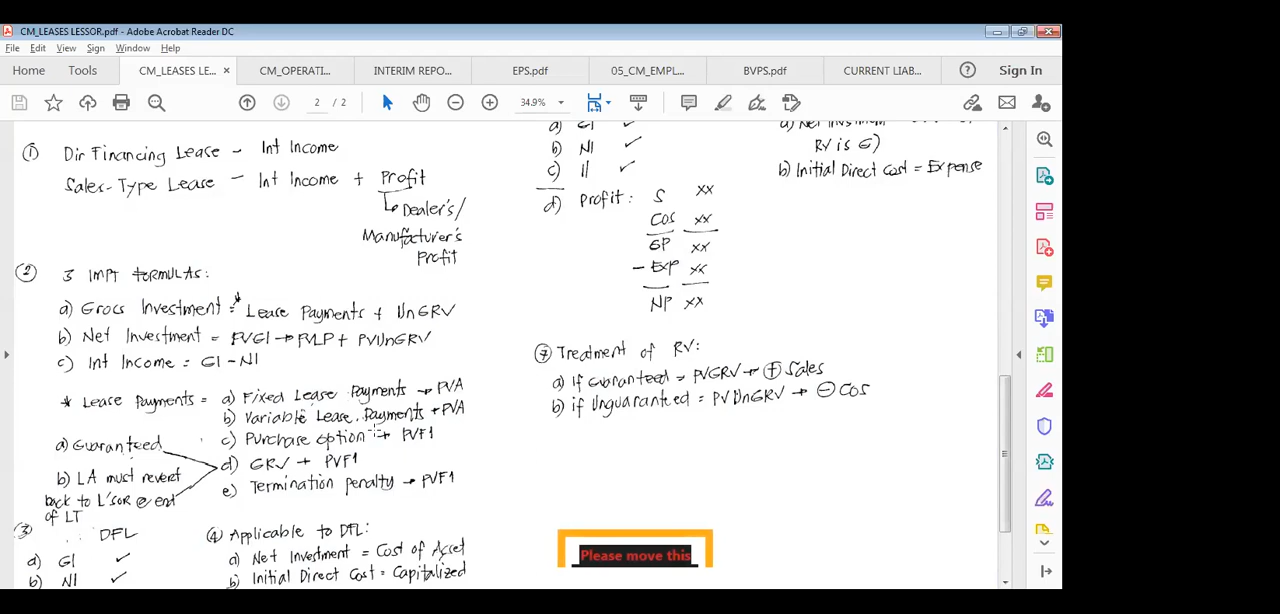 CM_LEASES LESSOR.pdf - Adobe Acrobat Reader DC
File Edit View Sign Window Help
Home Tools CM_LEASES LE... × CM_OPERATI... INTERIM REPO... EPS.pdf 05_CM_EMPL... BVPS.pdf CURRENT LIAB... Sign In
2 / 2 34.9%
① Dir Financing Lease - Int Income
Sales-Type Lease - Int Income + Profit
Dealer's/
Manufacturer's
Profit
② 3 IMPT FORMULAS:
a) Gross Investment* = Lease Payments + UnGRV
b) Net Investment = PVGI → PVLP + PVUnGRV
c) Int Income = GI - NI
* Lease Payments = a) Fixed Lease Payments → PVA
b) Variable Lease Payments → PVA
c) Purchase option → PVF1
d) GRV → PVF1
e) Termination penalty → PVF1
a) Guaranteed
b) LA must revert
back to L'SOR @ end
of LT
③ DFL
a) GI ✓
b) NI ✓
④ Applicable to DFL:
a) Net Investment = Cost of Asset
b) Initial Direct Cost = Capitalized
a) GI ✓
b) NI ✓
c) II ✓
d) Profit: S xx
COS xx
GP xx
- EXP xx
NP xx
a) Net Investment
RV is G)
b) Initial Direct Cost = Expense
⑦ Treatment of RV:
a) if Guaranteed = PVGRV → ⊕ Sales
b) if Unguaranteed = PVUnGRV → ⊖ COS
Please move this